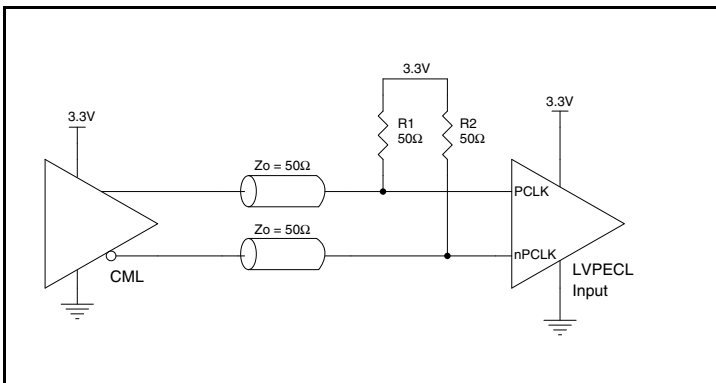 3.3V
3.3V
3.3V
R1
50Ω
R2
50Ω
Zo = 50Ω
PCLK
Zo = 50Ω
nPCLK
CML
LVPECL
Input